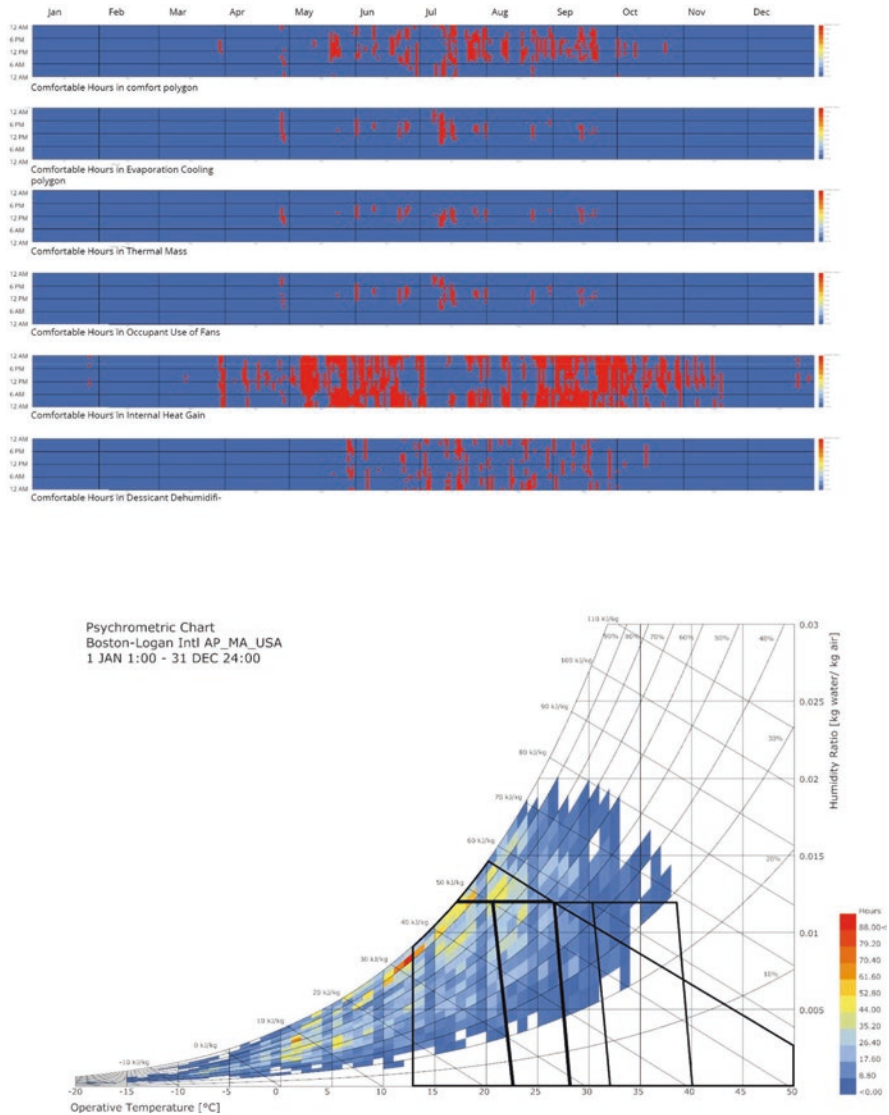 Jan Feb Mar Apr May Jun Jul Aug Sep Oct Nov Dec
12 AM
6 PM
12 PM
6 AM
12 AM
Comfortable Hours in comfort polygon
12 AM
6 PM
12 PM
6 AM
12 AM
Comfortable Hours in Evaporation Cooling
polygon
12 AM
6 PM
12 PM
6 AM
12 AM
Comfortable Hours in Thermal Mass
12 AM
6 PM
12 PM
6 AM
12 AM
Comfortable Hours in Occupant Use of Fans
12 AM
6 PM
12 PM
6 AM
12 AM
Comfortable Hours in Internal Heat Gain
12 AM
6 PM
12 PM
6 AM
12 AM
Comfortable Hours in Dessicant Dehumidifi-
Psychrometric Chart
Boston-Logan Intl AP_MA_USA
1 JAN 1:00 - 31 DEC 24:00
110 kJ/kg
90% 80% 70% 60% 50% 40%
0.03
100 kJ/kg
0.025
90 kJ/kg
30%
80 kJ/kg
0.02
70 kJ/kg
60 kJ/kg
0.015
20%
50 kJ/kg
40 kJ/kg
0.01
30 kJ/kg
10%
20 kJ/kg
0.005
10 kJ/kg
0 kJ/kg
-10 kJ/kg
Humidity Ratio [kg water/ kg air]
-20 -15 -10 -5 0 5 10 15 20 25 30 35 40 45 50
Operative Temperature [°C]
Hours
88.00<
79.20
70.40
61.60
52.80
44.00
35.20
26.40
17.60
8.80
<0.00